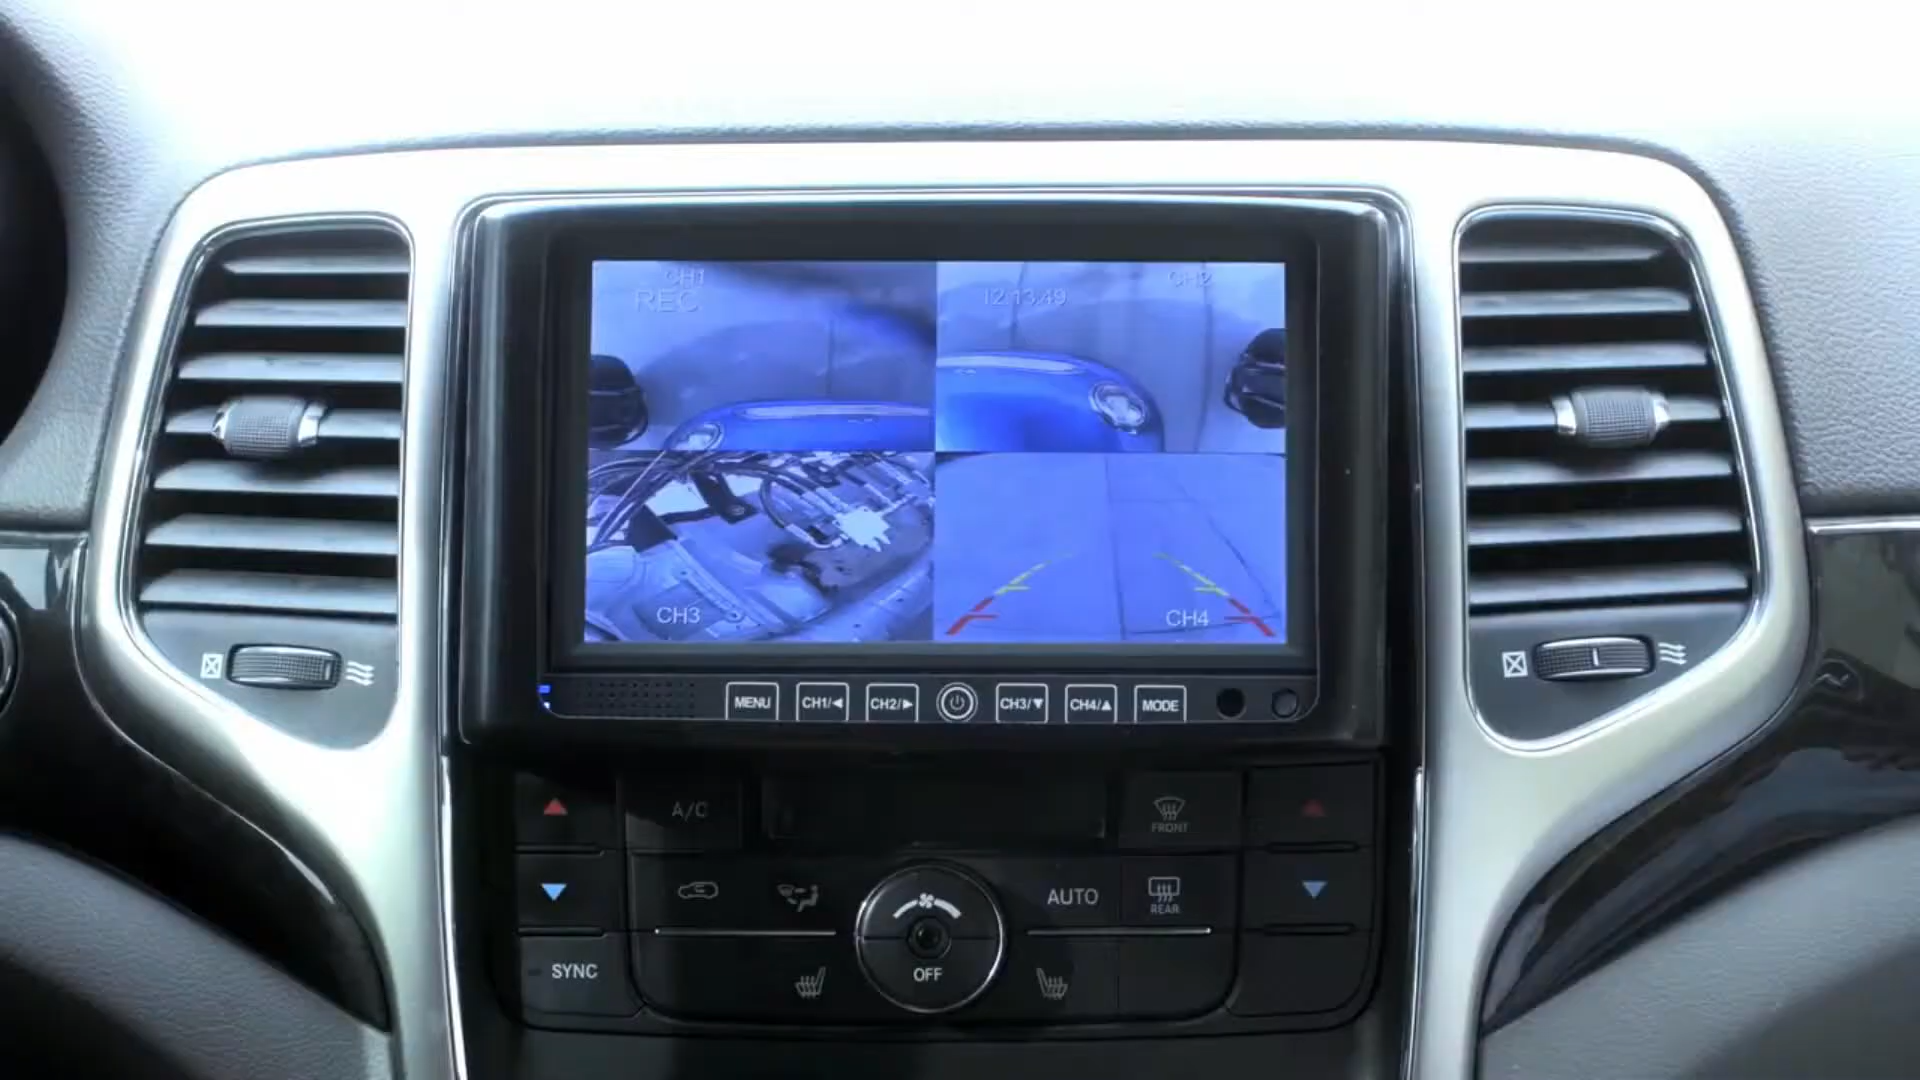 CH1
REC
CH2
12:13:49
CH3
CH4
MENU
CH1/◀
CH2/▶
CH3/▼
CH4/▲
MODE
A/C
FRONT
AUTO
REAR
SYNC
OFF